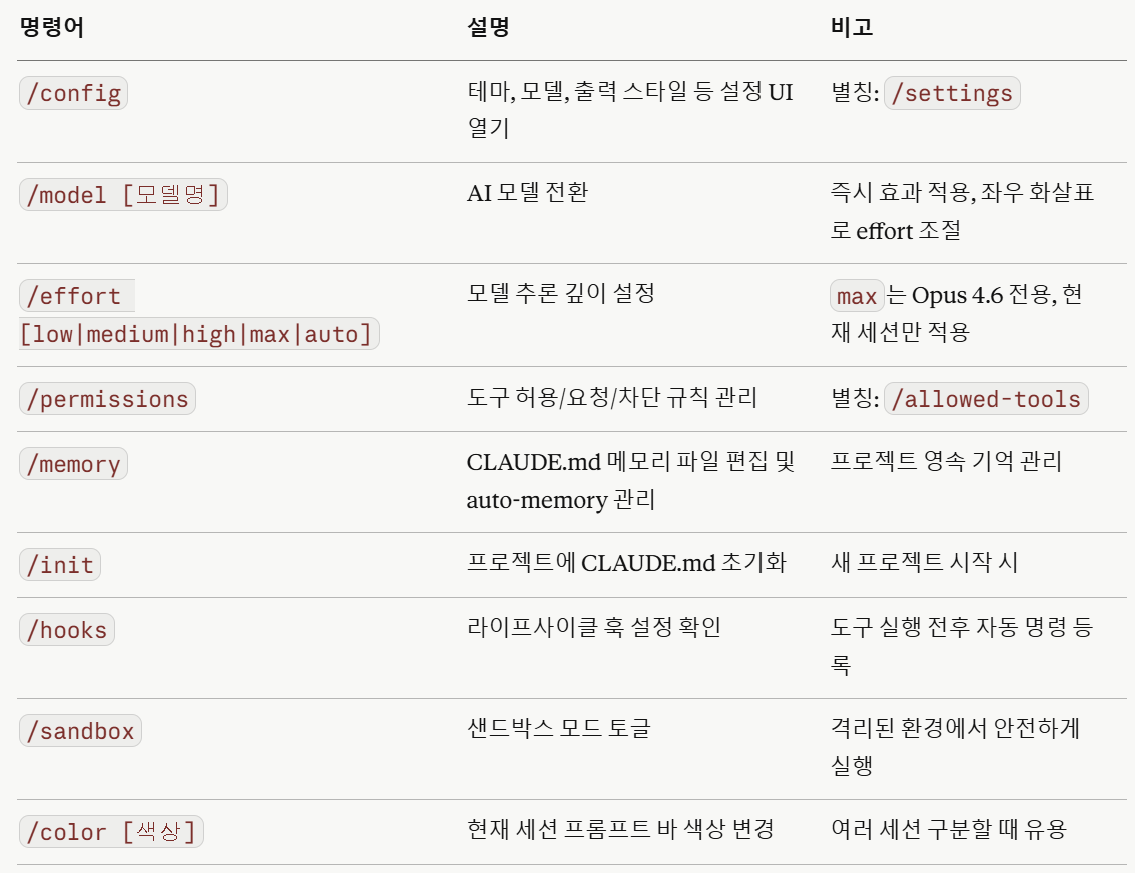 명령어 설명 비고
/config 테마, 모델, 출력 스타일 등 설정 UI 별칭: /settings
열기
/model [모델명] AI 모델 전환 즉시 효과 적용, 좌우 화살표
로 effort 조절
/effort 모델 추론 깊이 설정 max는 Opus 4.6 전용, 현
[low|medium|high|max|auto] 재 세션만 적용
/permissions 도구 허용/요청/차단 규칙 관리 별칭: /allowed-tools
/memory CLAUDE.md 메모리 파일 편집 및 프로젝트 영속 기억 관리
auto-memory 관리
/init 프로젝트에 CLAUDE.md 초기화 새 프로젝트 시작 시
/hooks 라이프사이클 훅 설정 확인 도구 실행 전후 자동 명령 등
록
/sandbox 샌드박스 모드 토글 격리된 환경에서 안전하게
실행
/color [색상] 현재 세션 프롬프트 바 색상 변경 여러 세션 구분할 때 유용